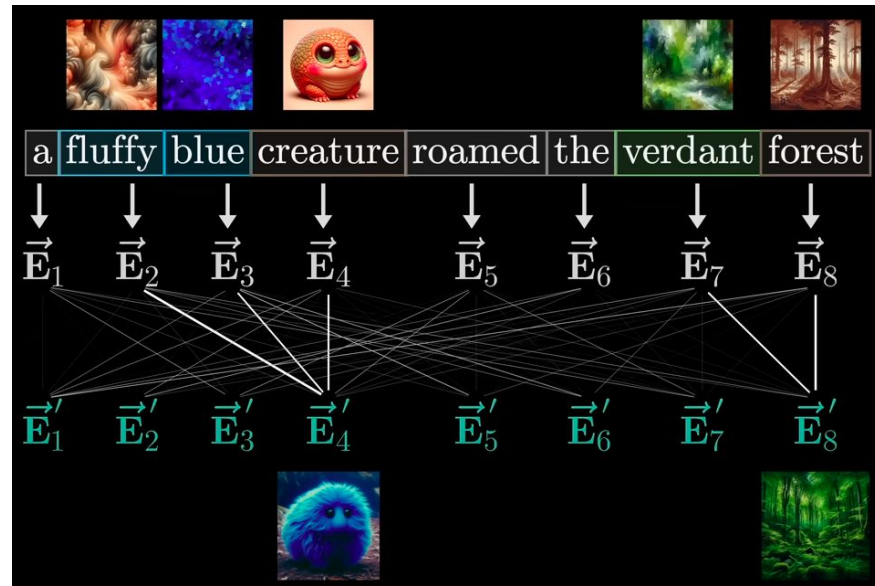 a fluffy blue creature roamed the verdant forest
E⃗₁ E⃗₂ E⃗₃ E⃗₄ E⃗₅ E⃗₆ E⃗₇ E⃗₈
E⃗₁′ E⃗₂′ E⃗₃′ E⃗₄′ E⃗₅′ E⃗₆′ E⃗₇′ E⃗₈′